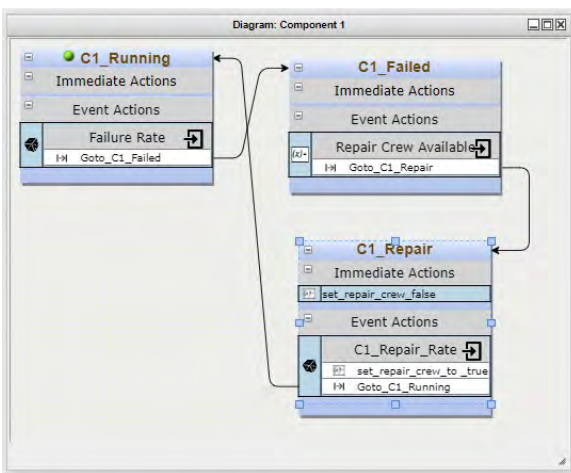 Diagram: Component 1
C1_Running
Immediate Actions
Event Actions
Failure Rate
Goto_C1_Failed
C1_Failed
Immediate Actions
Event Actions
(x)=
Repair Crew Available
Goto_C1_Repair
C1_Repair
Immediate Actions
set_repair_crew_false
Event Actions
C1_Repair_Rate
set_repair_crew_to _true
Goto_C1_Running